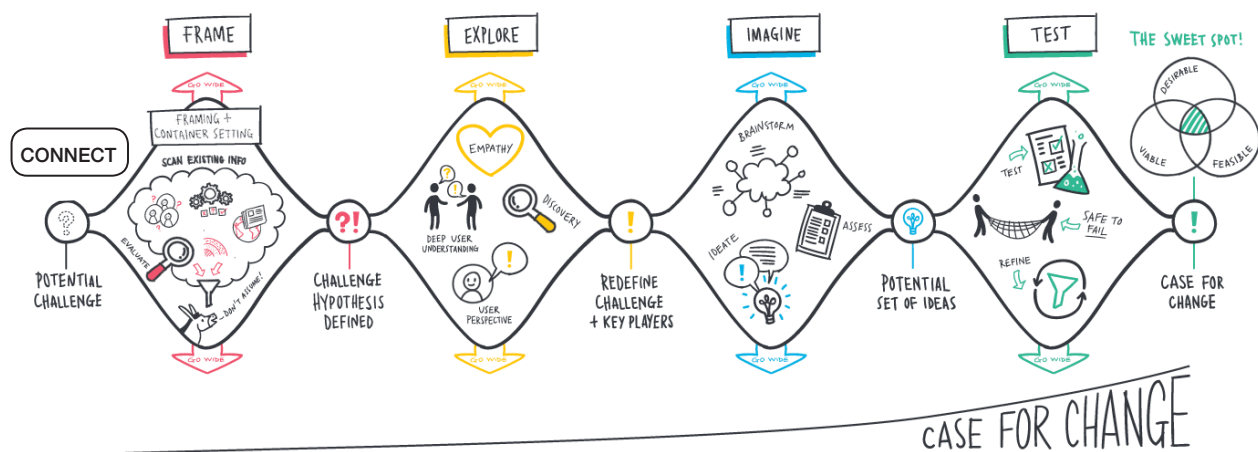 FRAME
EXPLORE
IMAGINE
TEST
THE SWEET SPOT!
GO WIDE
GO WIDE
GO WIDE
GO WIDE
DESIRABLE
VIABLE
FEASIBLE
CONNECT
FRAMING +
CONTAINER SETTING
SCAN EXISTING INFO
EVALUATE
DON'T ASSUME!
EMPATHY
DISCOVERY
DEEP USER
UNDERSTANDING
USER
PERSPECTIVE
BRAINSTORM
ASSESS
IDEATE
TEST
SAFE TO
FAIL
REFINE
?
POTENTIAL
CHALLENGE
?!
CHALLENGE
HYPOTHESIS
DEFINED
!
REDEFINE
CHALLENGE
+ KEY PLAYERS
POTENTIAL
SET OF IDEAS
!
CASE FOR
CHANGE
GO WIDE
GO WIDE
GO WIDE
GO WIDE
CASE FOR CHANGE